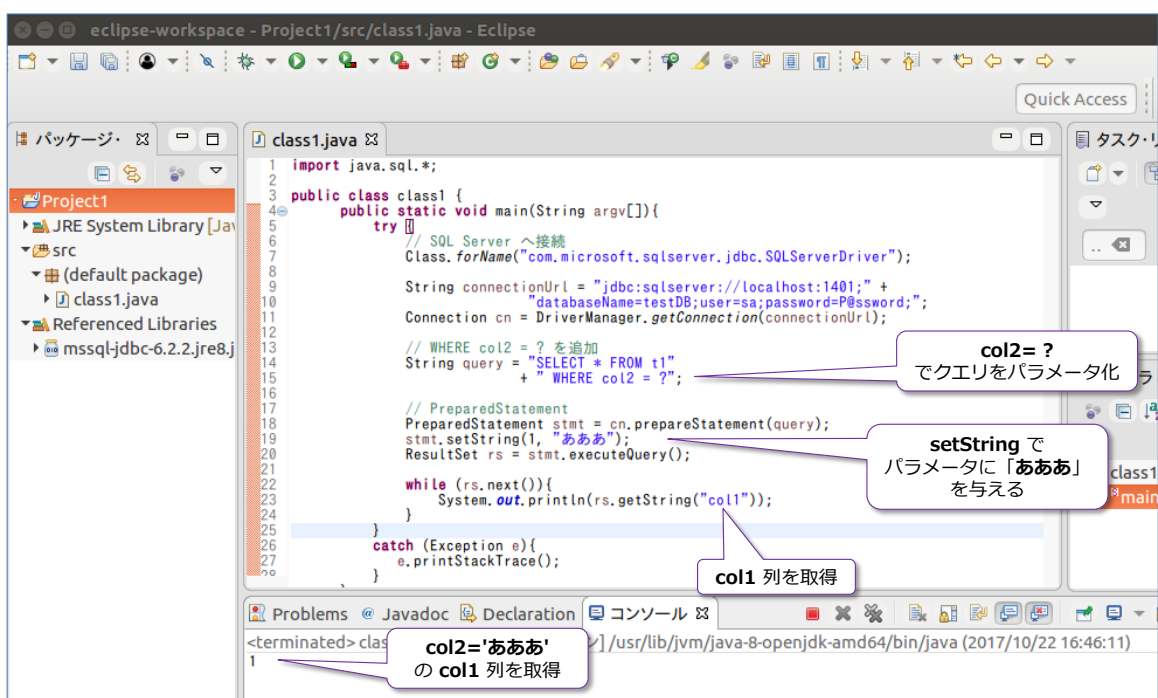 eclipse-workspace - Project1/src/class1.java - Eclipse
Quick Access
パッケージ・
class1.java
タスク・リ
Project1
JRE System Library [Jav
src
(default package)
class1.java
Referenced Libraries
mssql-jdbc-6.2.2.jre8.j
1 import java.sql.*;
2
3 public class class1 {
4 public static void main(String argv[]){
5 try {
6 // SQL Server へ接続
7 Class.forName("com.microsoft.sqlserver.jdbc.SQLServerDriver");
8
9 String connectionUrl = "jdbc:sqlserver://localhost:1401;" +
10 "databaseName=testDB;user=sa;password=P@ssword;";
11 Connection cn = DriverManager.getConnection(connectionUrl);
12
13 // WHERE col2 = ? を追加
14 String query = "SELECT * FROM t1"
15 + " WHERE col2 = ?";
16
17 // PreparedStatement
18 PreparedStatement stmt = cn.prepareStatement(query);
19 stmt.setString(1, "あああ");
20 ResultSet rs = stmt.executeQuery();
21
22 while (rs.next()){
23 System.out.println(rs.getString("col1"));
24 }
25 }
26 catch (Exception e){
27 e.printStackTrace();
28 }
col2= ?
でクエリをパラメータ化
setString で
パラメータに「あああ」
を与える
col1 列を取得
..
ラ
class1
main
Problems @ Javadoc Declaration コンソール
<terminated> clas
ン] /usr/lib/jvm/java-8-openjdk-amd64/bin/java (2017/10/22 16:46:11)
1
col2='あああ'
の col1 列を取得